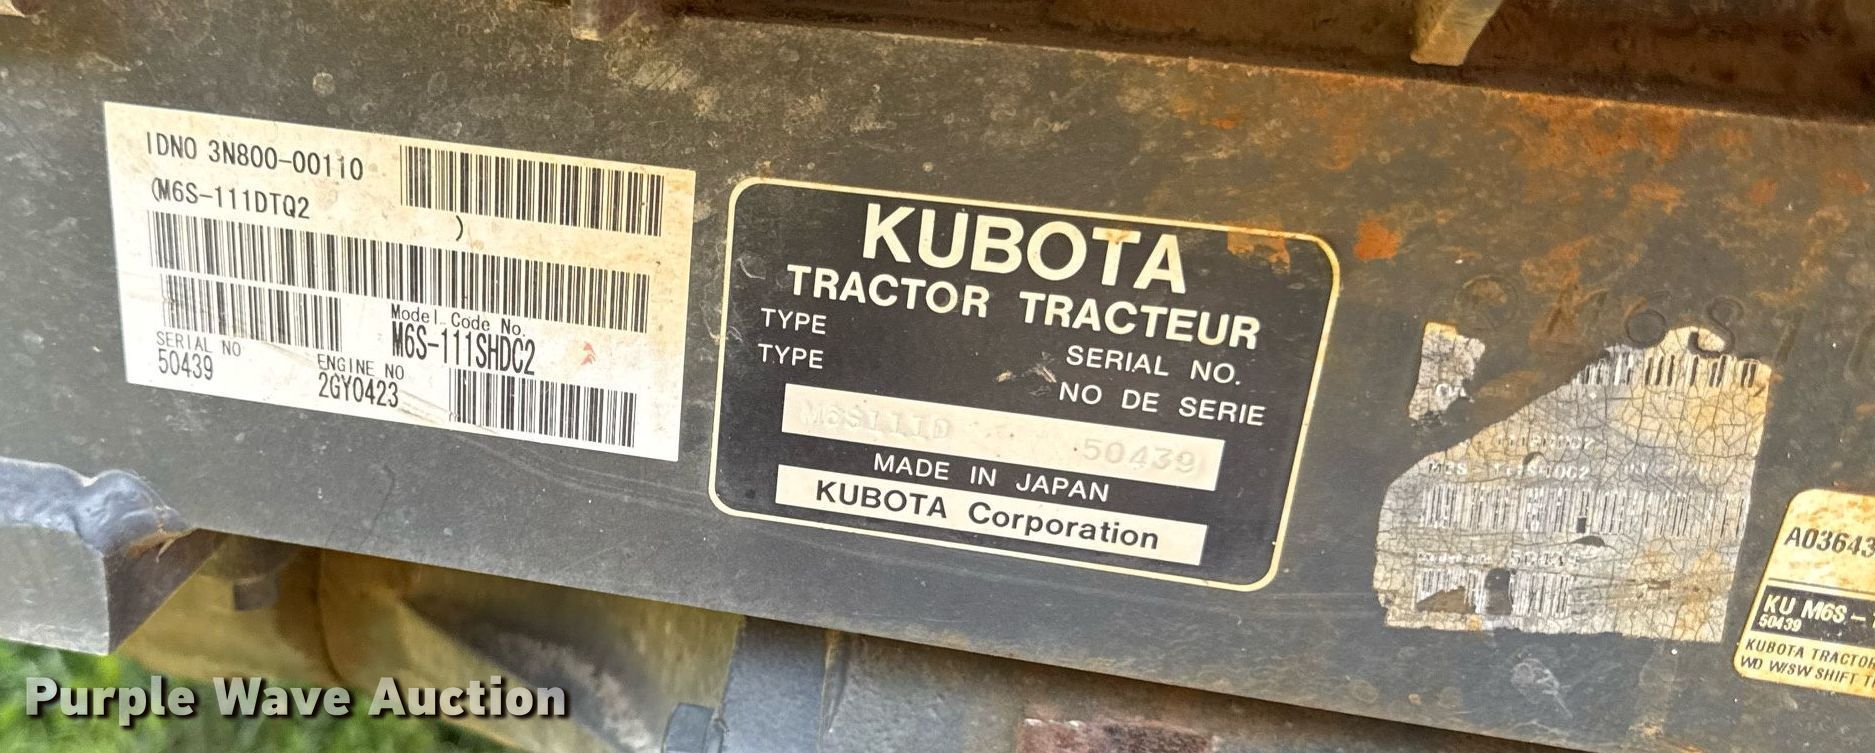 IDNO 3N800-00110
(M6S-111DTQ2
)
Model Code No.
M6S-111SHDC2
SERIAL NO
50439
ENGINE NO
2GY0423
KUBOTA
TRACTOR TRACTEUR
TYPE
TYPE
SERIAL NO.
NO DE SERIE
M6S111D 50439
MADE IN JAPAN
KUBOTA Corporation
M6S
A03643
KU M6S-
50439
KUBOTA TRACTOR
WD W/SW SHIFT
Purple Wave Auction